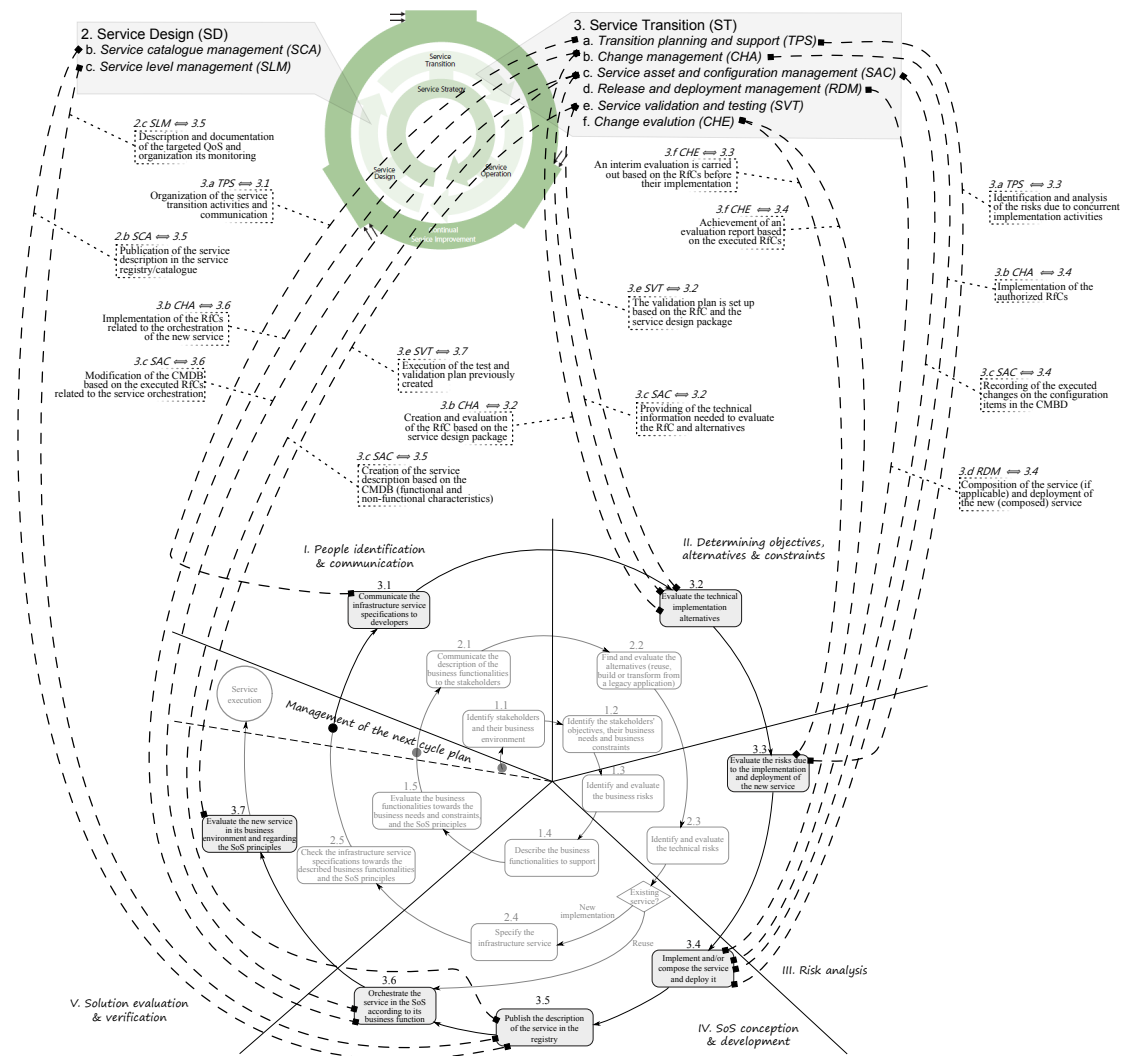 2. Service Design (SD)
b. Service catalogue management (SCA)
c. Service level management (SLM)
3. Service Transition (ST)
a. Transition planning and support (TPS)
b. Change management (CHA)
c. Service asset and configuration management (SAC)
d. Release and deployment management (RDM)
e. Service validation and testing (SVT)
f. Change evalution (CHE)
Service
Transition
Service Strategy
Service
Design
Service
Operation
Continual
Service Improvement
2.c SLM ⟺ 3.5
Description and documentation
of the targeted QoS and
organization its monitoring
3.a TPS ⟺ 3.1
Organization of the service
transition activities and
communication
2.b SCA ⟺ 3.5
Publication of the service
description in the service
registry/catalogue
3.b CHA ⟺ 3.6
Implementation of the RfCs
related to the orchestration
of the new service
3.c SAC ⟺ 3.6
Modification of the CMDB
based on the executed RfCs
related to the service orchestration
3.e SVT ⟺ 3.7
Execution of the test and
validation plan previously
created
3.b CHA ⟺ 3.2
Creation and evaluation
of the RfC based on the
service design package
3.c SAC ⟺ 3.5
Creation of the service
description based on the
CMDB (functional and
non-functional characteristics)
3.f CHE ⟺ 3.3
An interim evaluation is carried
out based on the RfCs before
their implementation
3.f CHE ⟺ 3.4
Achievement of an
evaluation report based
on the executed RfCs
3.e SVT ⟺ 3.2
The validation plan is set up
based on the RfC and the
service design package
3.c SAC ⟺ 3.2
Providing of the technical
information needed to evaluate
the RfC and alternatives
3.a TPS ⟺ 3.3
Identification and analysis
of the risks due to concurrent
implementation activities
3.b CHA ⟺ 3.4
Implementation of the
authorized RfCs
3.c SAC ⟺ 3.4
Recording of the executed
changes on the configuration
items in the CMBD
3.d RDM ⟺ 3.4
Composition of the service (if
applicable) and deployment of
the new (composed) service
I. People identification
& communication
II. Determining objectives,
alternatives & constraints
3.1
Communicate the
infrastructure service
specifications to
developers
3.2
Evaluate the technical
implementation
alternatives
2.1
Communicate the
description of the
business functionalities
to the stakeholders
2.2
Find and evaluate the
alternatives (reuse,
build or transform from
a legacy application)
Service
execution
Management of the next cycle plan
1.1
Identify stakeholders
and their business
environment
1.2
Identify the stakeholders'
objectives, their business
needs and business
constraints
3.3
Evaluate the risks due
to the implementation
and deployment of
the new service
1.3
Identify and evaluate
the business risks
1.5
Evaluate the business
functionalities towards the
business needs and constraints,
and the SoS principles
3.7
Evaluate the new service
in its business
environment and regarding
the SoS principles
2.5
Check the infrastructure service
specifications towards the
described business functionalities
and the SoS principles
1.4
Describe the business
functionalities to support
2.3
Identify and evaluate
the technical risks
Existing
service?
New
implementation
Reuse
2.4
Specify the
infrastructure service
3.4
Implement and/or
compose the service
and deploy it
III. Risk analysis
3.6
Orchestrate the
service in the SoS
according to its
business function
3.5
Publish the description
of the service in the
registry
V. Solution evaluation
& verification
IV. SoS conception
& development